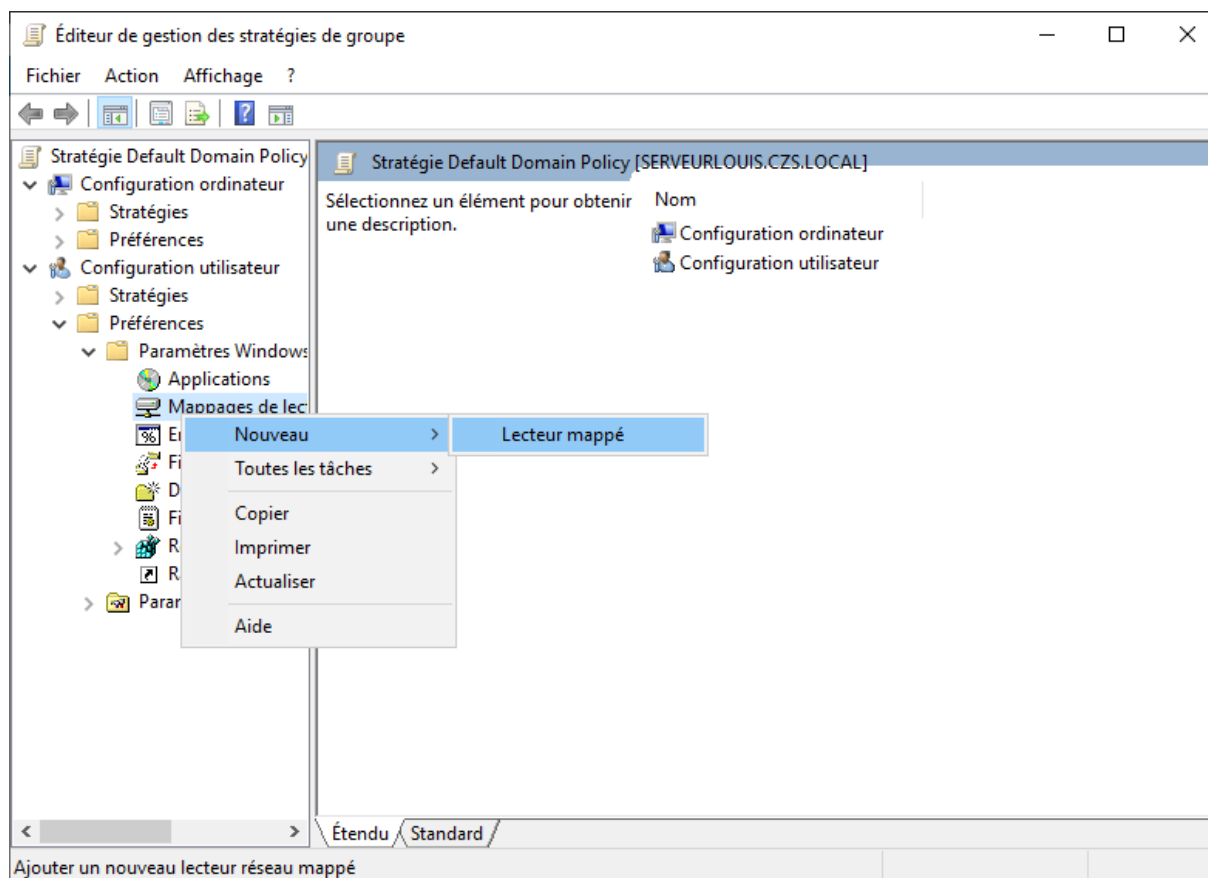 Éditeur de gestion des stratégies de groupe
Fichier Action Affichage ?
Stratégie Default Domain Policy
Configuration ordinateur
Stratégies
Préférences
Configuration utilisateur
Stratégies
Préférences
Paramètres Windows
Applications
Mappages de lec
Stratégie Default Domain Policy [SERVEURLOUIS.CZS.LOCAL]
Sélectionnez un élément pour obtenir
une description.
Nom
Configuration ordinateur
Configuration utilisateur
Nouveau
Lecteur mappé
Toutes les tâches
Copier
Imprimer
Actualiser
Aide
Étendu Standard
Ajouter un nouveau lecteur réseau mappé